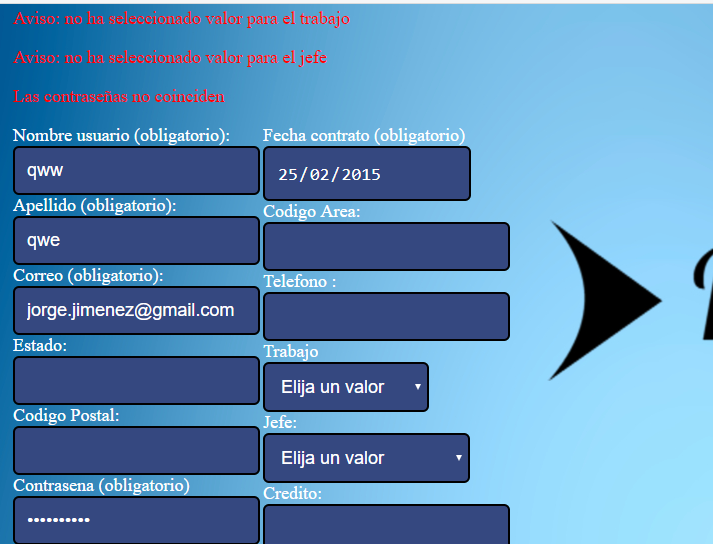 Aviso: no ha seleccionado valor para el trabajo
Aviso: no ha seleccionado valor para el jefe
Las contraseñas no coinciden
Nombre usuario (obligatorio):
qww
Apellido (obligatorio):
qwe
Correo (obligatorio):
jorge.jimenez@gmail.com
Estado:
Codigo Postal:
Contrasena (obligatorio)
••••••••••
Fecha contrato (obligatorio)
25/02/2015
Codigo Area:
Telefono :
Trabajo
Elija un valor
Jefe:
Elija un valor
Credito: